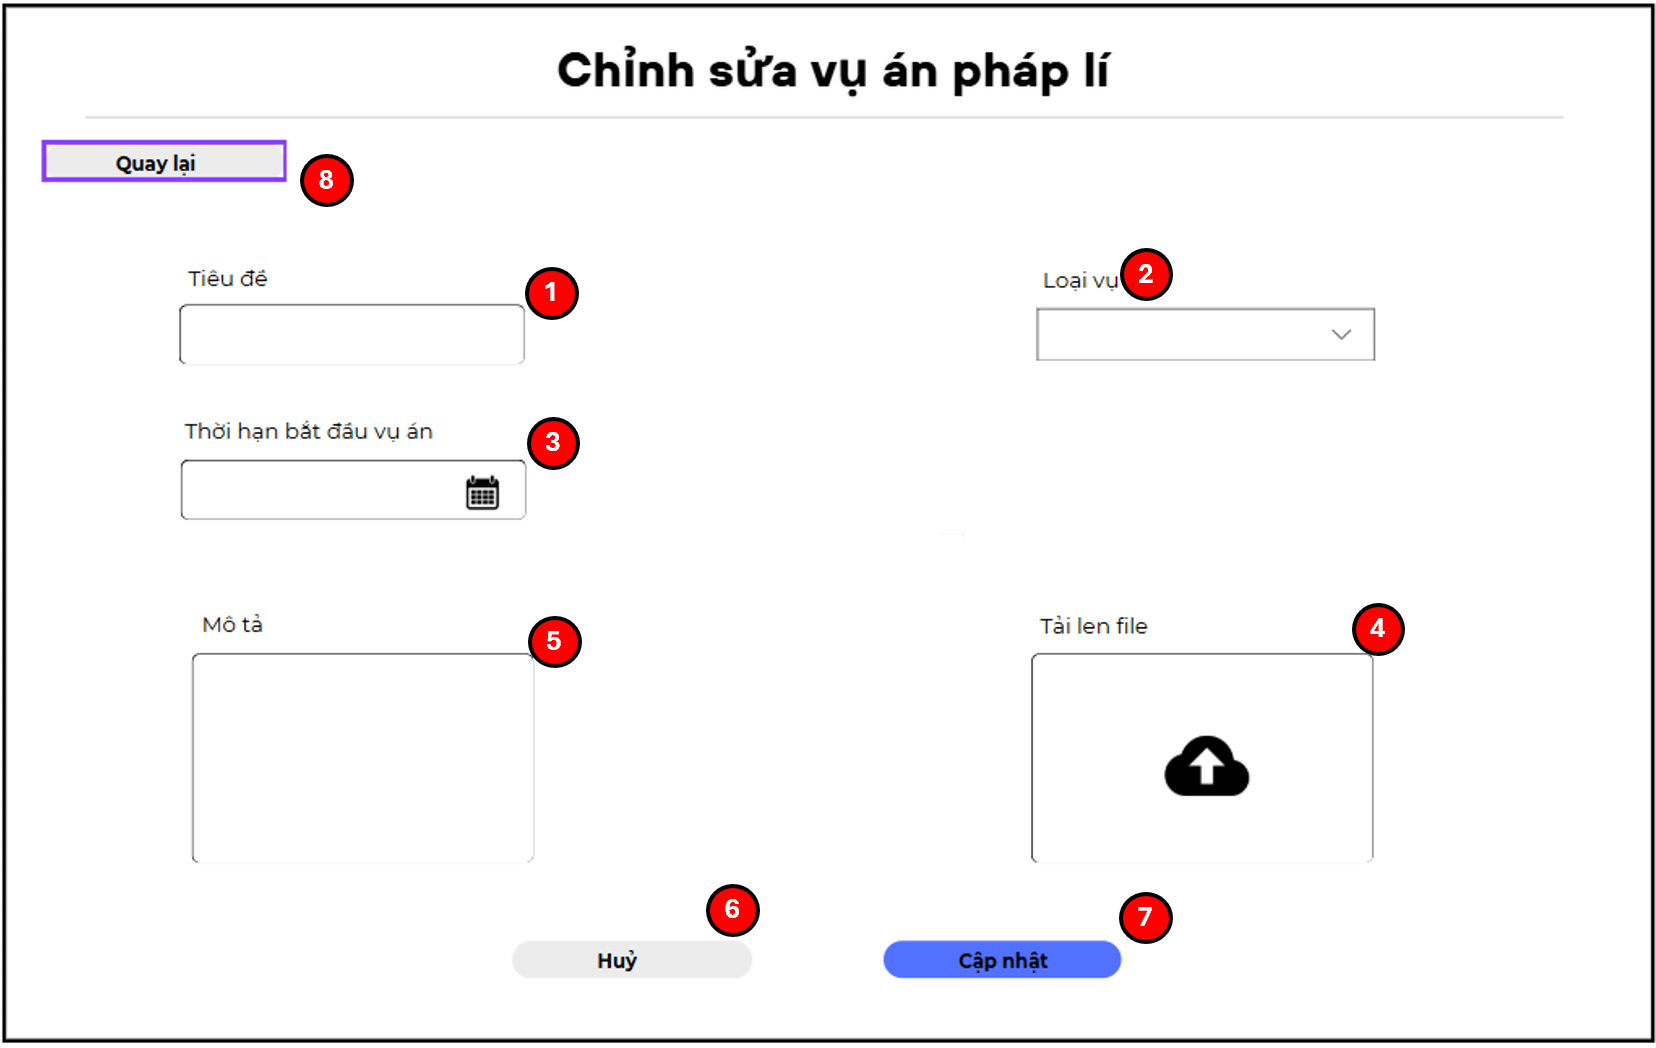 Chỉnh sửa vụ án pháp lí
Quay lại
8
Tiêu đề
1
Loại vụ
2
Thời hạn bắt đầu vụ án
3
Mô tả
5
Tải len file
4
6
7
Huỷ
Cập nhật